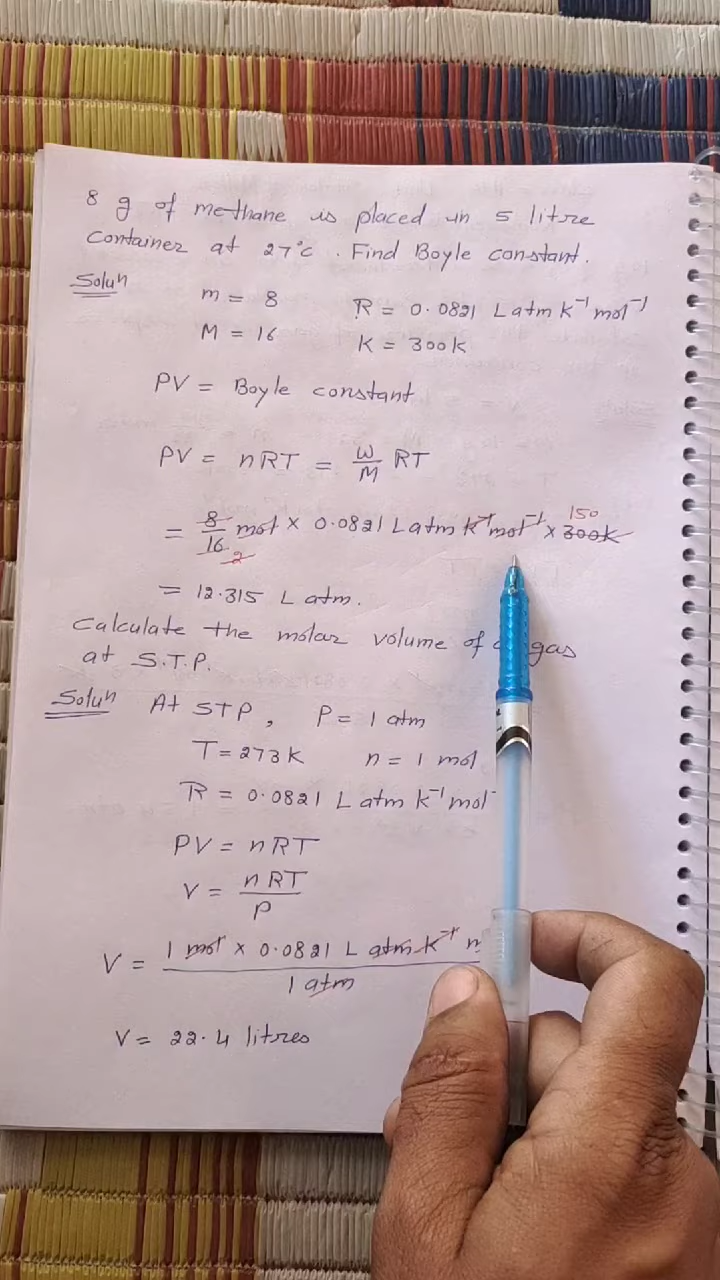 8 g of methane is placed in 5 litre
container at 27°c . Find Boyle constant.
Soluⁿ
m = 8 R = 0.0821 L atm k⁻¹ mol⁻¹
M = 16 K = 300k
PV = Boyle constant
PV = nRT = W/M RT
= 8/16 mol × 0.0821 L atm k⁻¹ mol⁻¹ × 300k 150
2
= 12.315 L atm.
Calculate the molar volume of gas
at S.T.P.
Soluⁿ At STP, P = 1 atm
T = 273k n = 1 mol
R = 0.0821 L atm k⁻¹ mol⁻
PV = nRT
V = nRT/P
V = 1 mol × 0.0821 L atm k⁻¹ / 1 atm
V = 22.4 litres